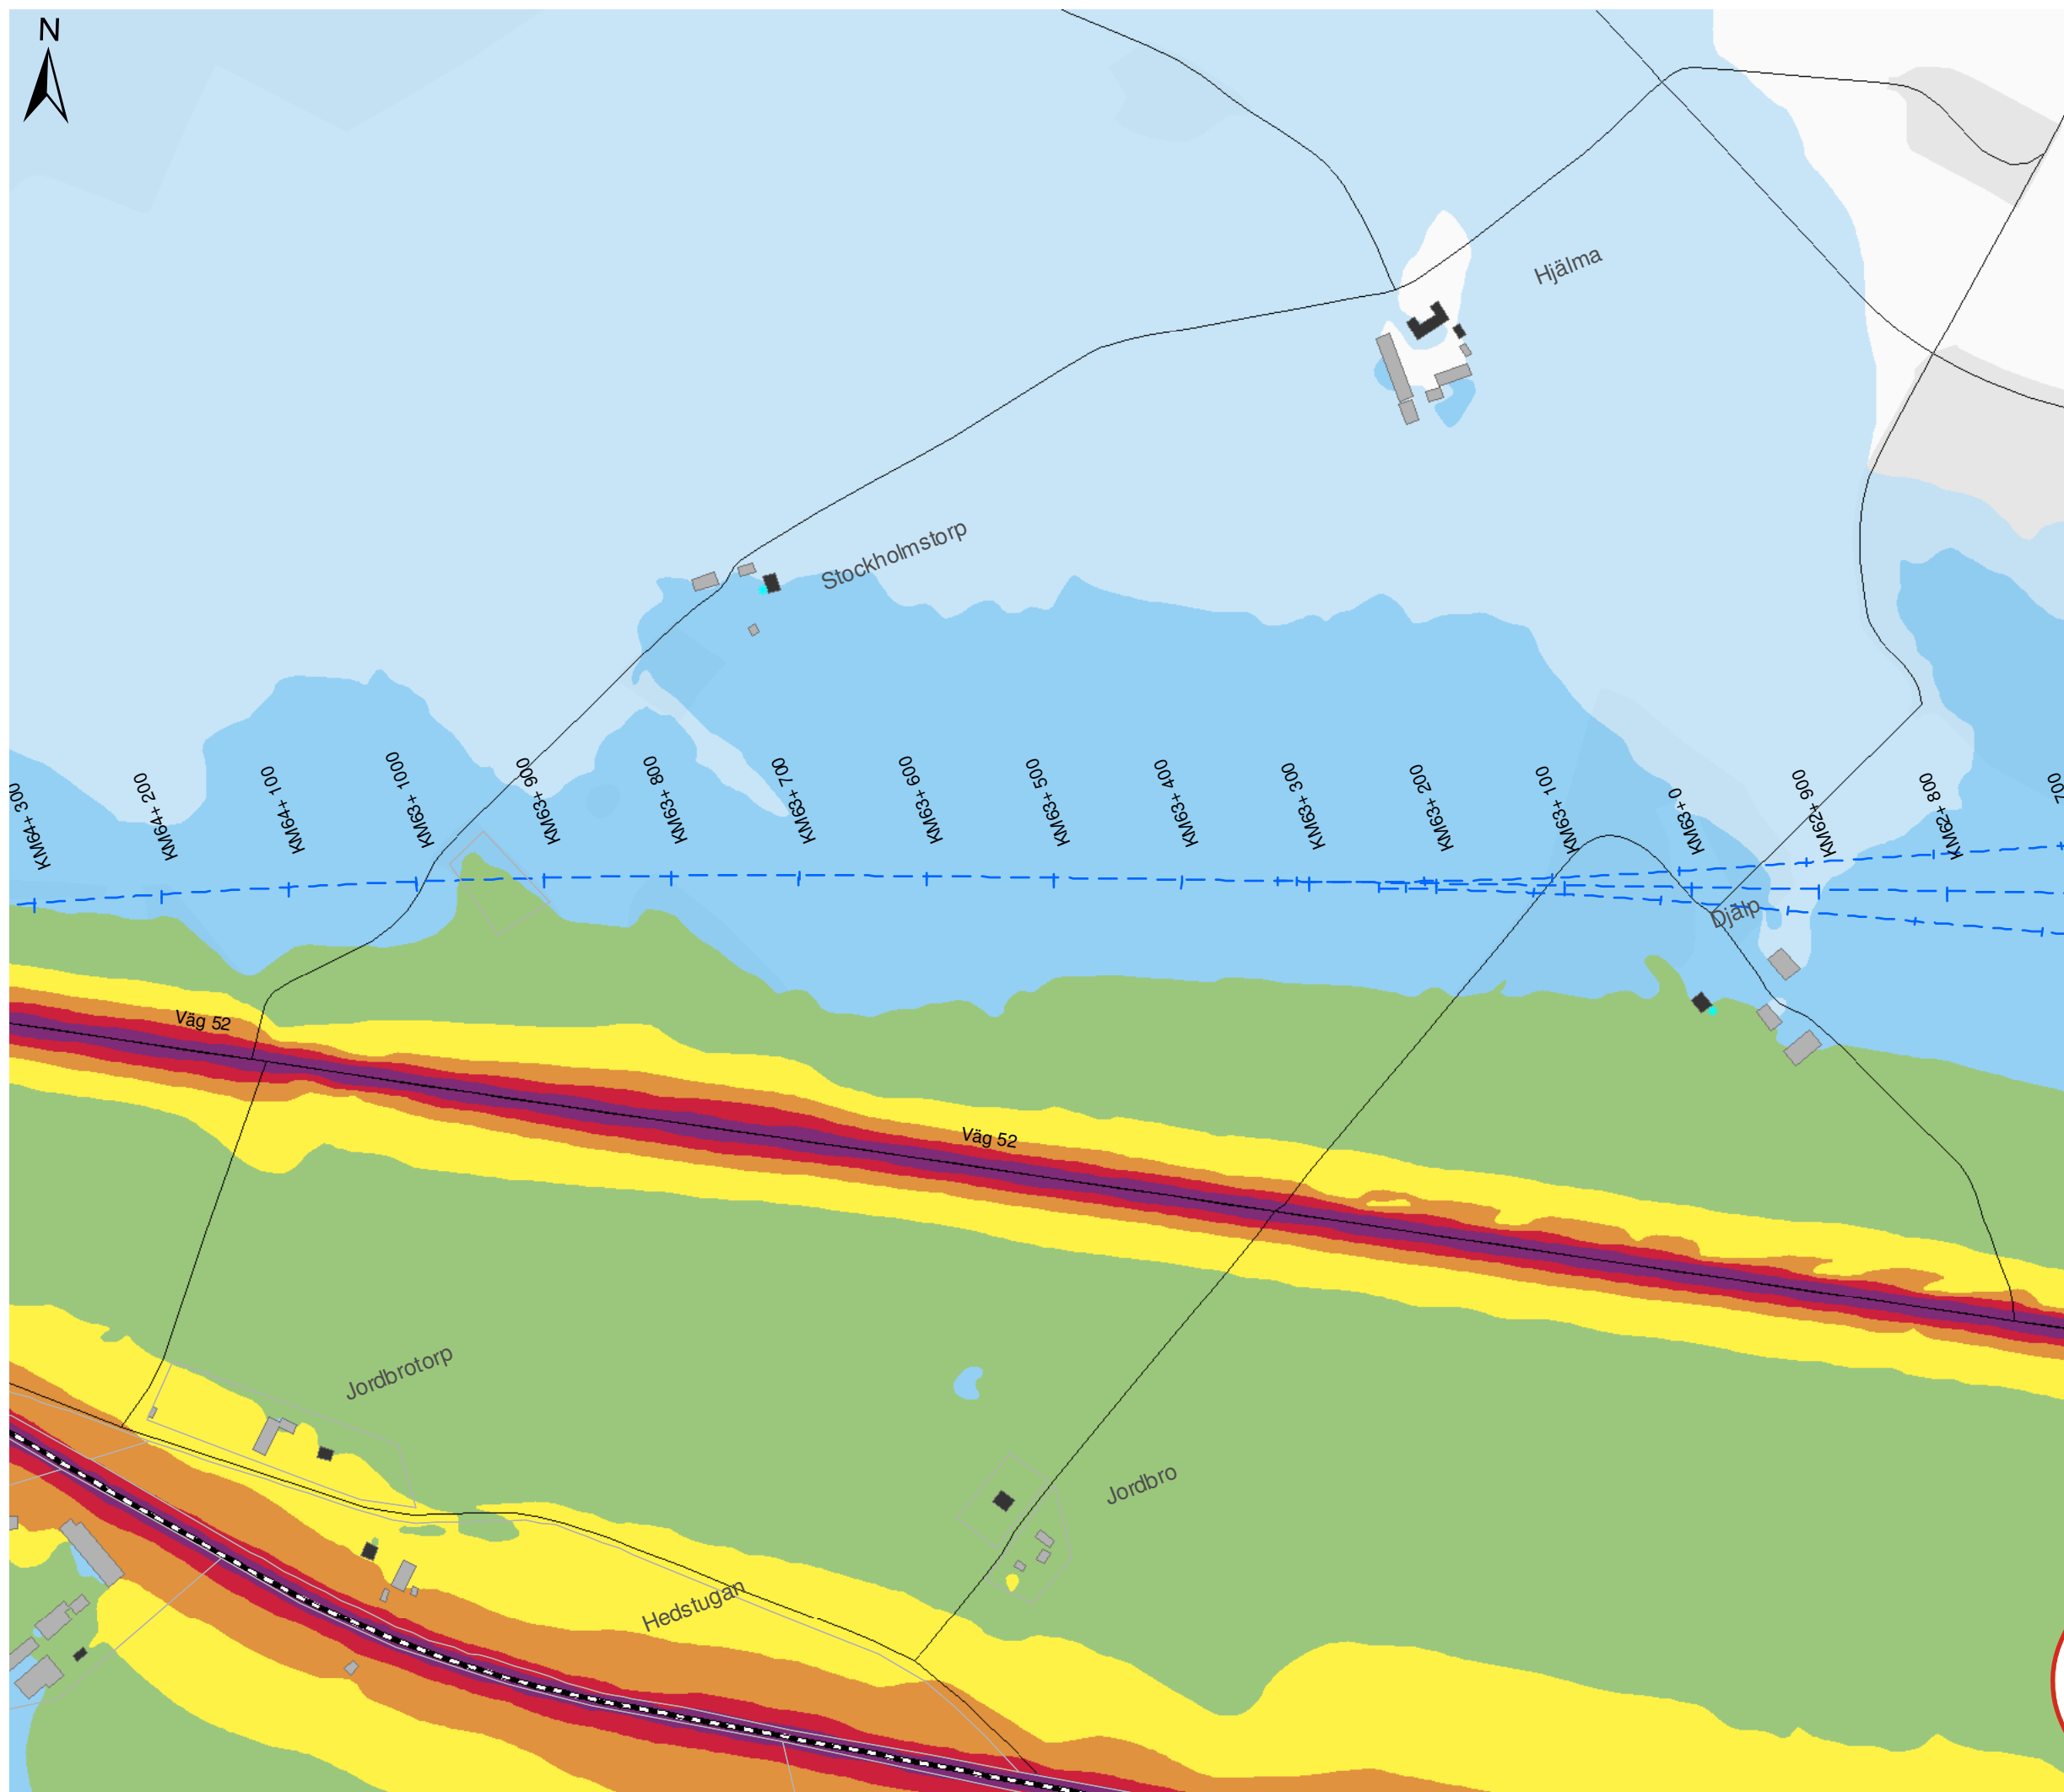 N
Hjälma
Stockholmstorp
300
KM64+
KM64+ 200
KM64+ 100
KM63+ 1000
KM63+ 900
KM63+ 800
KM63+ 700
KM63+ 600
KM63+ 500
KM63+ 400
KM63+ 300
KM63+ 200
KM63+ 100
KM63+ 0
KM62+ 900
KM62+ 800
700
Djälp
Väg 52
Väg 52
Jordbrotorp
Jordbro
Hedstugan